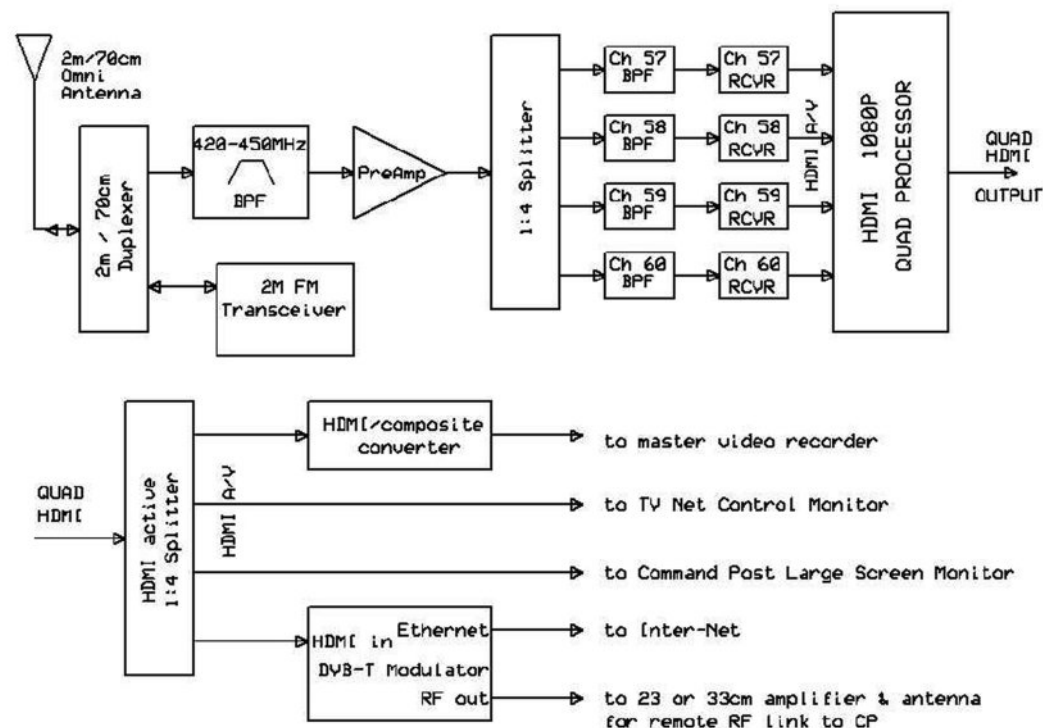 2m/70cm
Omni
Antenna
2m / 70cm
Duplexer
420-450MHz
BPF
PreAmp
2M FM
Transceiver
1:4 Splitter
Ch 57
BPF
Ch 57
RCVR
Ch 58
BPF
Ch 58
RCVR
Ch 59
BPF
Ch 59
RCVR
Ch 60
BPF
Ch 60
RCVR
HDMI A/V
HDMI 1080P
QUAD PROCESSOR
QUAD
HDMI
OUTPUT
QUAD
HDMI
HDMI active
1:4 Splitter
HDMI A/V
HDMI/composite
converter
to master video recorder
to TV Net Control Monitor
to Command Post Large Screen Monitor
Ethernet
HDMI in
DVB-T Modulator
RF out
to Inter-Net
to 23 or 33cm amplifier & antenna
for remote RF link to CP